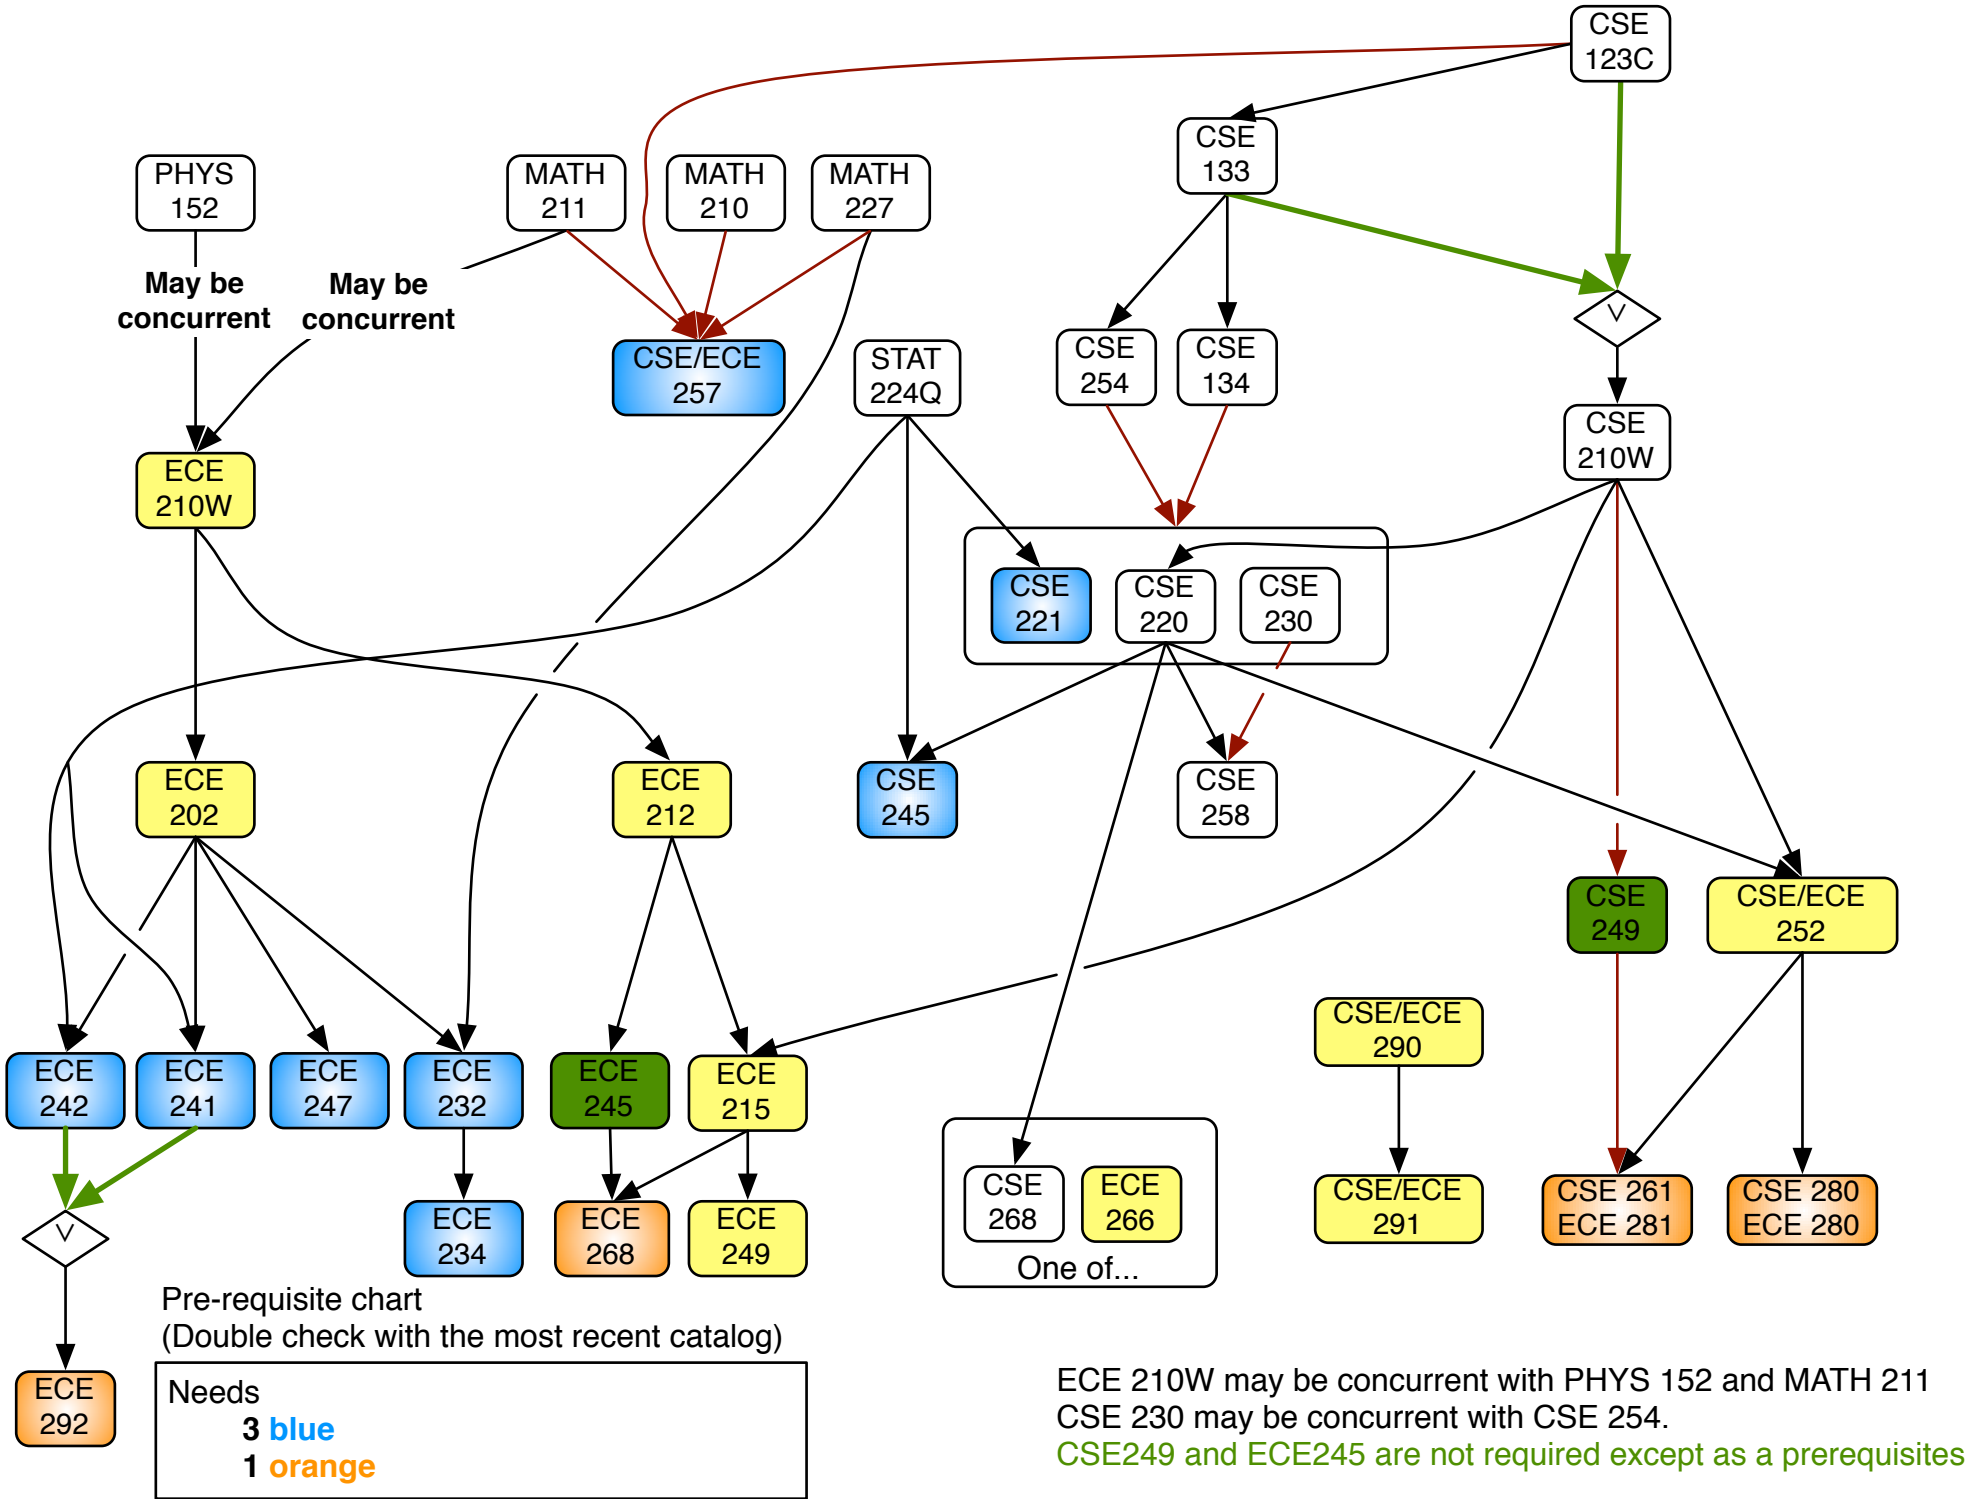 CSE
123C
CSE
133
PHYS
152
MATH
211
MATH
210
MATH
227
May be
concurrent
May be
concurrent
V
CSE/ECE
257
STAT
224Q
CSE
254
CSE
134
CSE
210W
ECE
210W
CSE
221
CSE
220
CSE
230
ECE
202
ECE
212
CSE
245
CSE
258
CSE
249
CSE/ECE
252
CSE/ECE
290
ECE
242
ECE
241
ECE
247
ECE
232
ECE
245
ECE
215
CSE
268
ECE
266
One of...
CSE/ECE
291
CSE 261
ECE 281
CSE 280
ECE 280
V
ECE
234
ECE
268
ECE
249
Pre-requisite chart
(Double check with the most recent catalog)
ECE
292
Needs
3 blue
1 orange
ECE 210W may be concurrent with PHYS 152 and MATH 211
CSE 230 may be concurrent with CSE 254.
CSE249 and ECE245 are not required except as a prerequisites